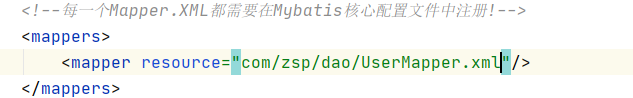 <!--每一个Mapper.XML都需要在Mybatis核心配置文件中注册!-->
<mappers>
<mapper resource="com/zsp/dao/UserMapper.xml"/>
</mappers>